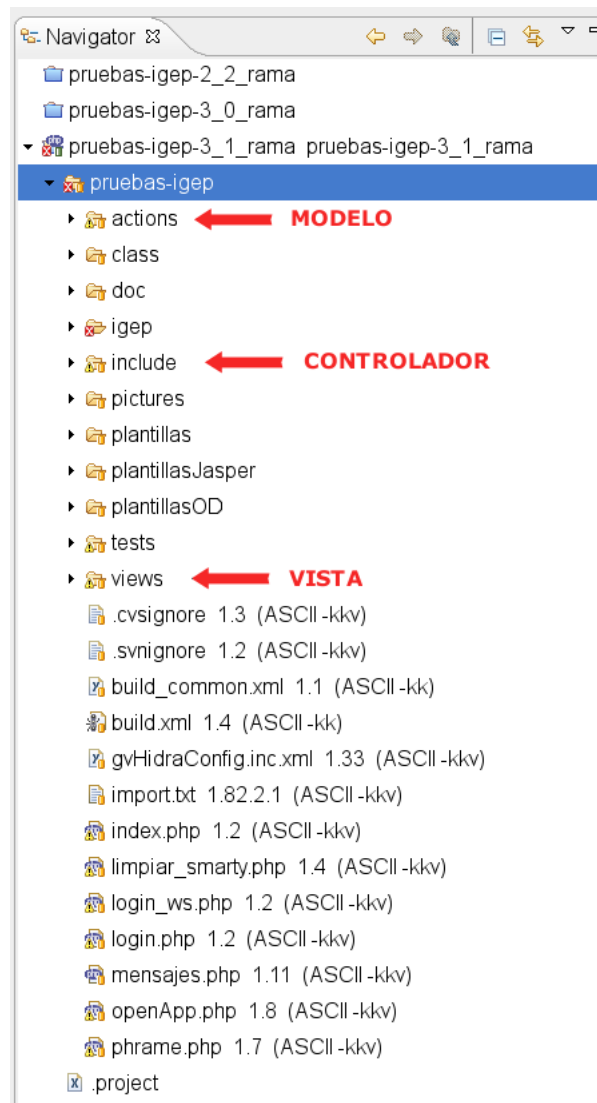 Navigator
pruebas-igep-2_2_rama
pruebas-igep-3_0_rama
pruebas-igep-3_1_rama pruebas-igep-3_1_rama
pruebas-igep
actions MODELO
class
doc
igep
include CONTROLADOR
pictures
plantillas
plantillasJasper
plantillasOD
tests
views VISTA
.cvsignore 1.3 (ASCII -kkv)
.svnignore 1.2 (ASCII -kkv)
build_common.xml 1.1 (ASCII -kk)
build.xml 1.4 (ASCII -kk)
gvHidraConfig.inc.xml 1.33 (ASCII -kkv)
import.txt 1.82.2.1 (ASCII -kkv)
index.php 1.2 (ASCII -kkv)
limpiar_smarty.php 1.4 (ASCII -kkv)
login_ws.php 1.2 (ASCII -kkv)
login.php 1.2 (ASCII -kkv)
mensajes.php 1.11 (ASCII -kkv)
openApp.php 1.8 (ASCII -kkv)
phrame.php 1.7 (ASCII -kkv)
.project